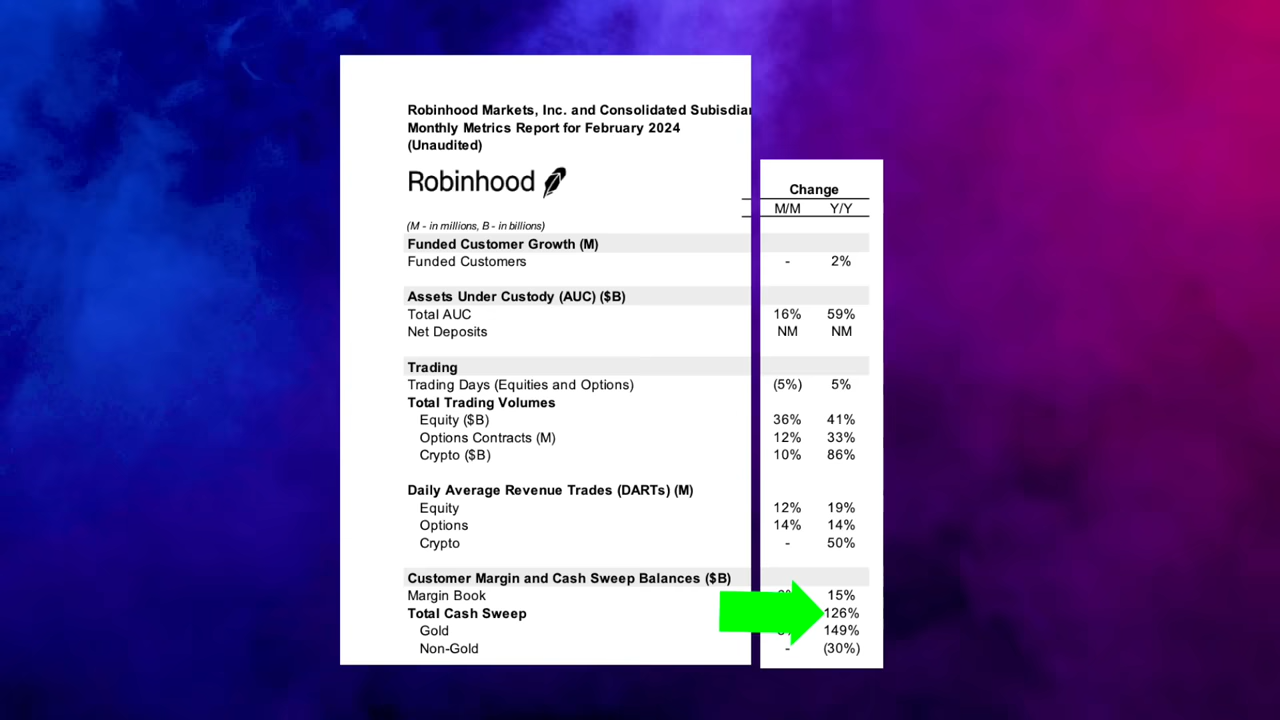 Robinhood Markets, Inc. and Consolidated Subisdiar
Monthly Metrics Report for February 2024
(Unaudited)
Robinhood
Change
M/M Y/Y
(M - in millions, B - in billions)
Funded Customer Growth (M)
Funded Customers - 2%
Assets Under Custody (AUC) ($B)
Total AUC 16% 59%
Net Deposits NM NM
Trading
Trading Days (Equities and Options) (5%) 5%
Total Trading Volumes
Equity ($B) 36% 41%
Options Contracts (M) 12% 33%
Crypto ($B) 10% 86%
Daily Average Revenue Trades (DARTs) (M)
Equity 12% 19%
Options 14% 14%
Crypto - 50%
Customer Margin and Cash Sweep Balances ($B)
Margin Book 15%
Total Cash Sweep 126%
Gold 149%
Non-Gold - (30%)